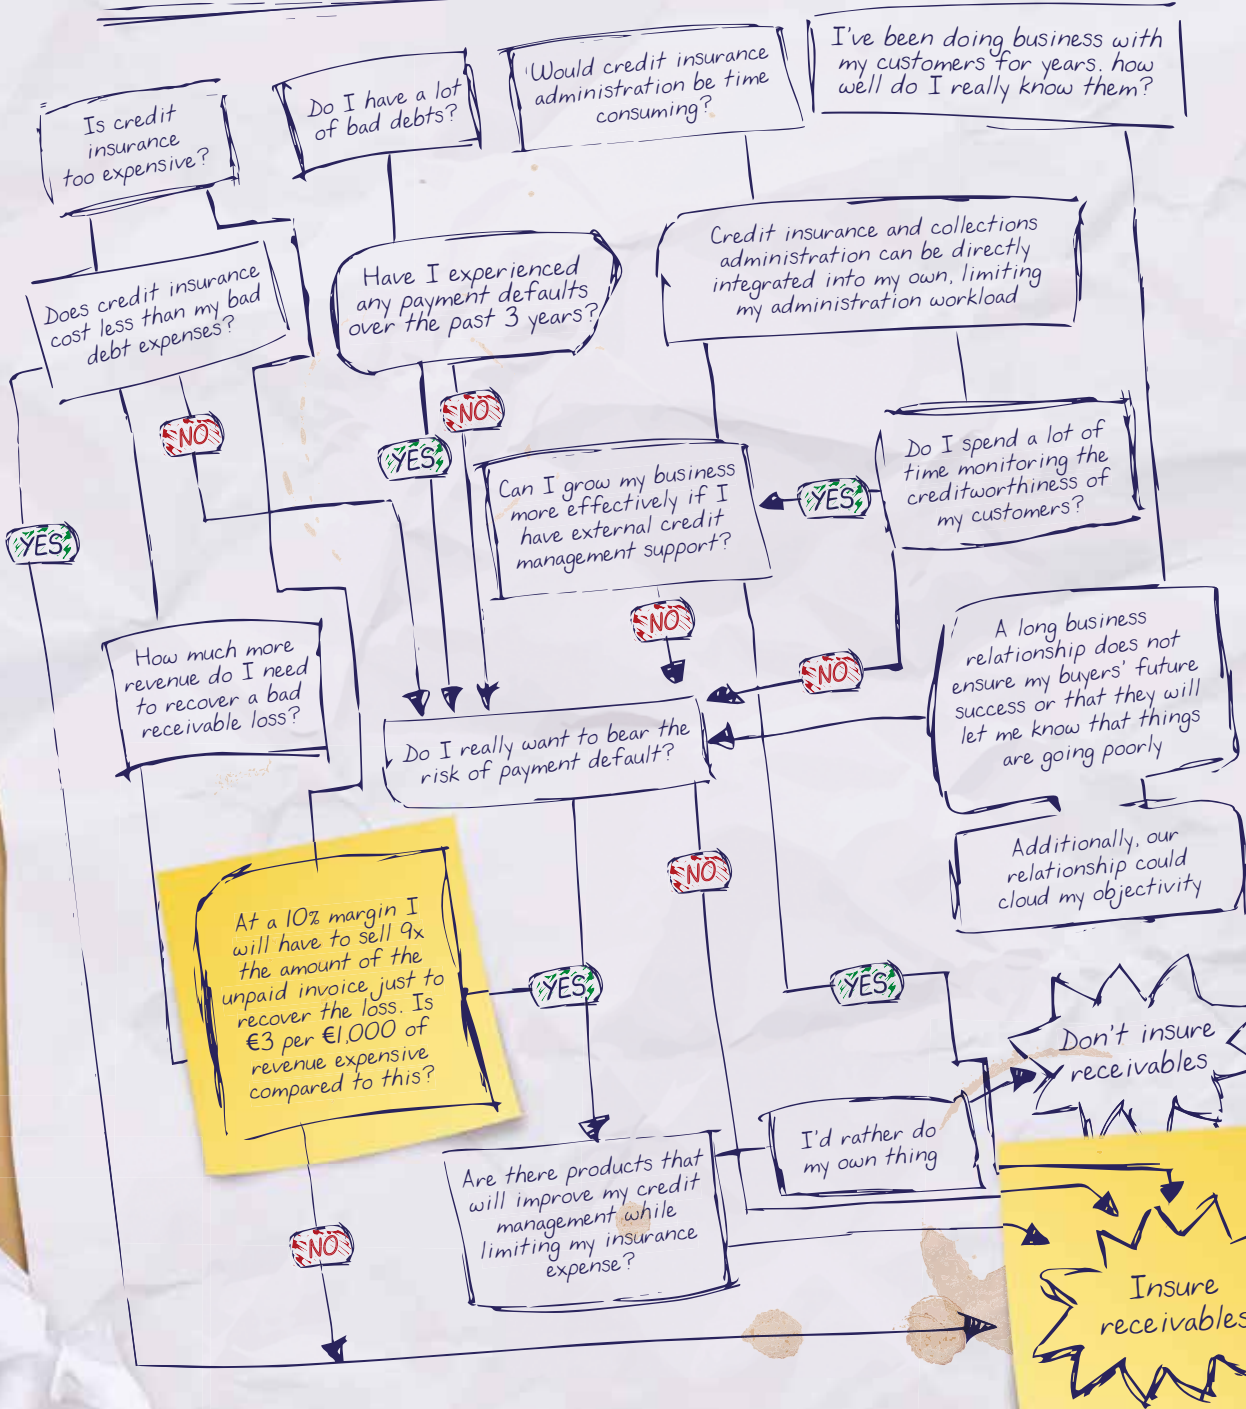 Is credit
insurance
too expensive?
Do I have a lot
of bad debts?
Would credit insurance
administration be time
consuming?
I've been doing business with
my customers for years. how
well do I really know them?
Does credit insurance
cost less than my bad
debt expenses?
Have I experienced
any payment defaults
over the past 3 years?
Credit insurance and collections
administration can be directly
integrated into my own, limiting
my administration workload
NO
NO
YES
Can I grow my business
more effectively if I
have external credit
management support?
YES
Do I spend a lot of
time monitoring the
creditworthiness of
my customers?
YES
How much more
revenue do I need
to recover a bad
receivable loss?
NO
NO
A long business
relationship does not
ensure my buyers' future
success or that they will
let me know that things
are going poorly
Do I really want to bear the
risk of payment default?
Additionally, our
relationship could
cloud my objectivity
NO
At a 10% margin I
will have to sell 9x
the amount of the
unpaid invoice just to
recover the loss. Is
€3 per €1,000 of
revenue expensive
compared to this?
YES
YES
Don't insure
receivables
I'd rather do
my own thing
Are there products that
will improve my credit
management while
limiting my insurance
expense?
NO
Insure
receivables